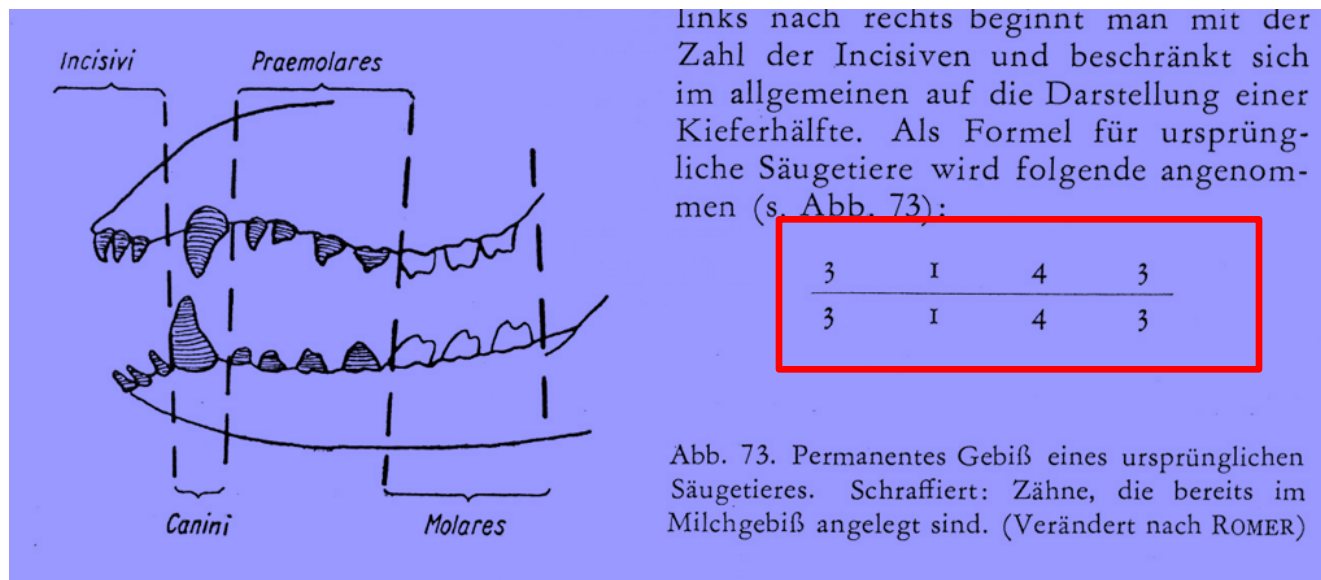 Incisivi
Praemolares
Canini
Molares
links nach rechts beginnt man mit der
Zahl der Incisiven und beschränkt sich
im allgemeinen auf die Darstellung einer
Kieferhälfte. Als Formel für ursprüng-
liche Säugetiere wird folgende angenom-
men (s. Abb. 73):
3 1 4 3
3 1 4 3
Abb. 73. Permanentes Gebiß eines ursprünglichen
Säugetieres. Schraffiert: Zähne, die bereits im
Milchgebiß angelegt sind. (Verändert nach ROMER)